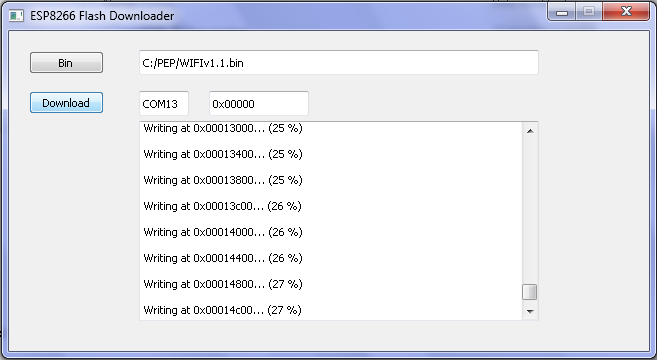 ESP8266 Flash Downloader
Bin
C:/PEP/WIFIv1.1.bin
Download
COM13
0x00000
Writing at 0x00013000... (25 %)
Writing at 0x00013400... (25 %)
Writing at 0x00013800... (25 %)
Writing at 0x00013c00... (26 %)
Writing at 0x00014000... (26 %)
Writing at 0x00014400... (26 %)
Writing at 0x00014800... (27 %)
Writing at 0x00014c00... (27 %)